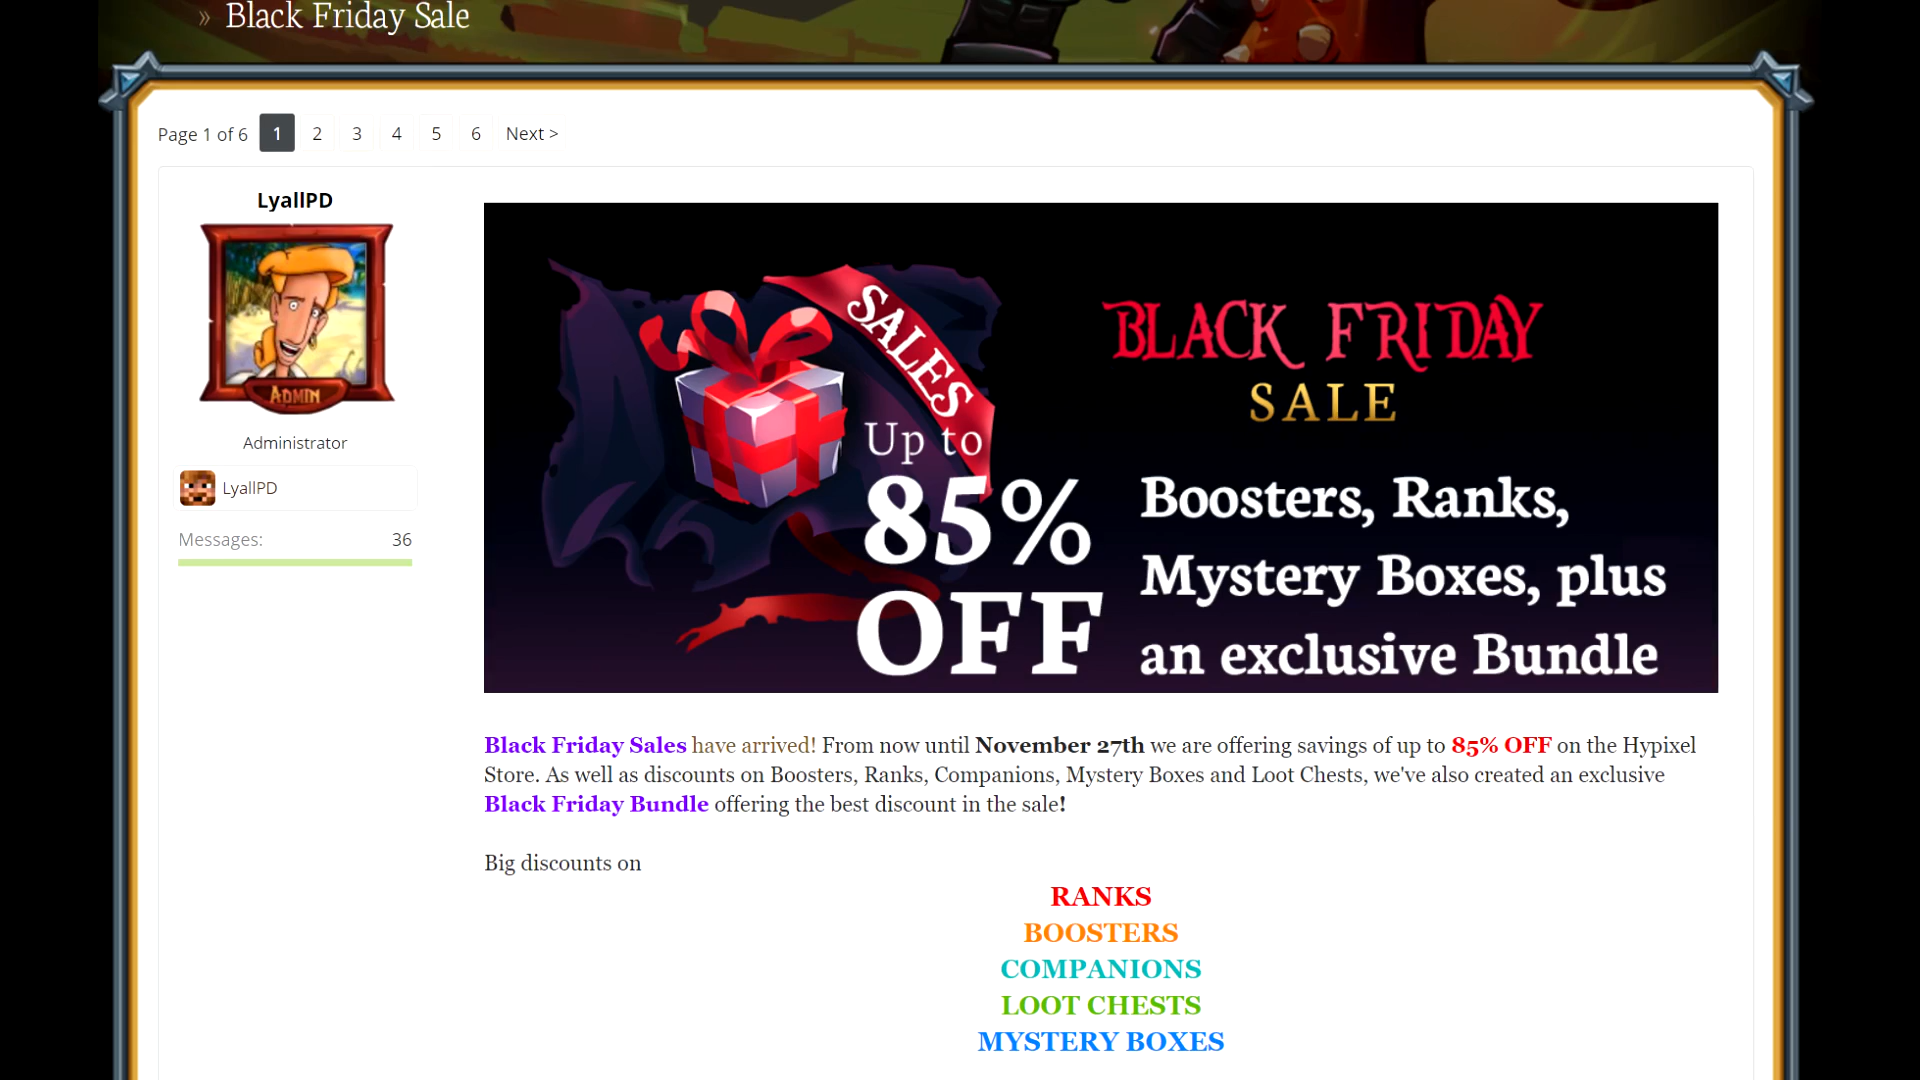 » Black Friday Sale
Page 1 of 6 1 2 3 4 5 6 Next >
LyallPD
ADMIN
Administrator
LyallPD
Messages: 36
SALES
Up to
85%
OFF
BLACK FRIDAY
SALE
Boosters, Ranks,
Mystery Boxes, plus
an exclusive Bundle
Black Friday Sales have arrived! From now until November 27th we are offering savings of up to 85% OFF on the Hypixel
Store. As well as discounts on Boosters, Ranks, Companions, Mystery Boxes and Loot Chests, we've also created an exclusive
Black Friday Bundle offering the best discount in the sale!
Big discounts on
RANKS
BOOSTERS
COMPANIONS
LOOT CHESTS
MYSTERY BOXES